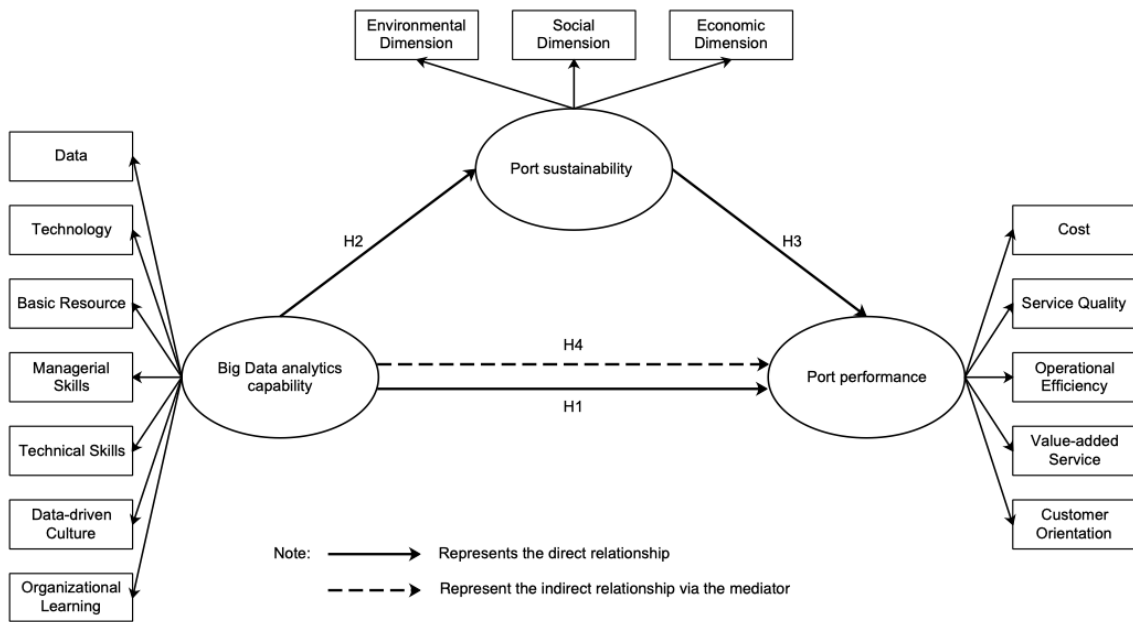 Environmental
Dimension
Social
Dimension
Economic
Dimension
Port sustainability
Data
Technology
Basic Resource
Managerial
Skills
Technical Skills
Data-driven
Culture
Organizational
Learning
Big Data analytics
capability
H2
H3
H4
H1
Port performance
Cost
Service Quality
Operational
Efficiency
Value-added
Service
Customer
Orientation
Note:
Represents the direct relationship
Represent the indirect relationship via the mediator